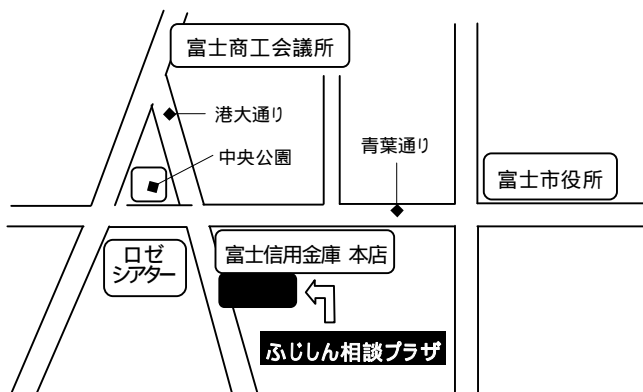 富士商工会議所
港大通り
中央公園
青葉通り
富士市役所
ロゼ
シアター
富士信用金庫 本店
ふじしん相談プラザ